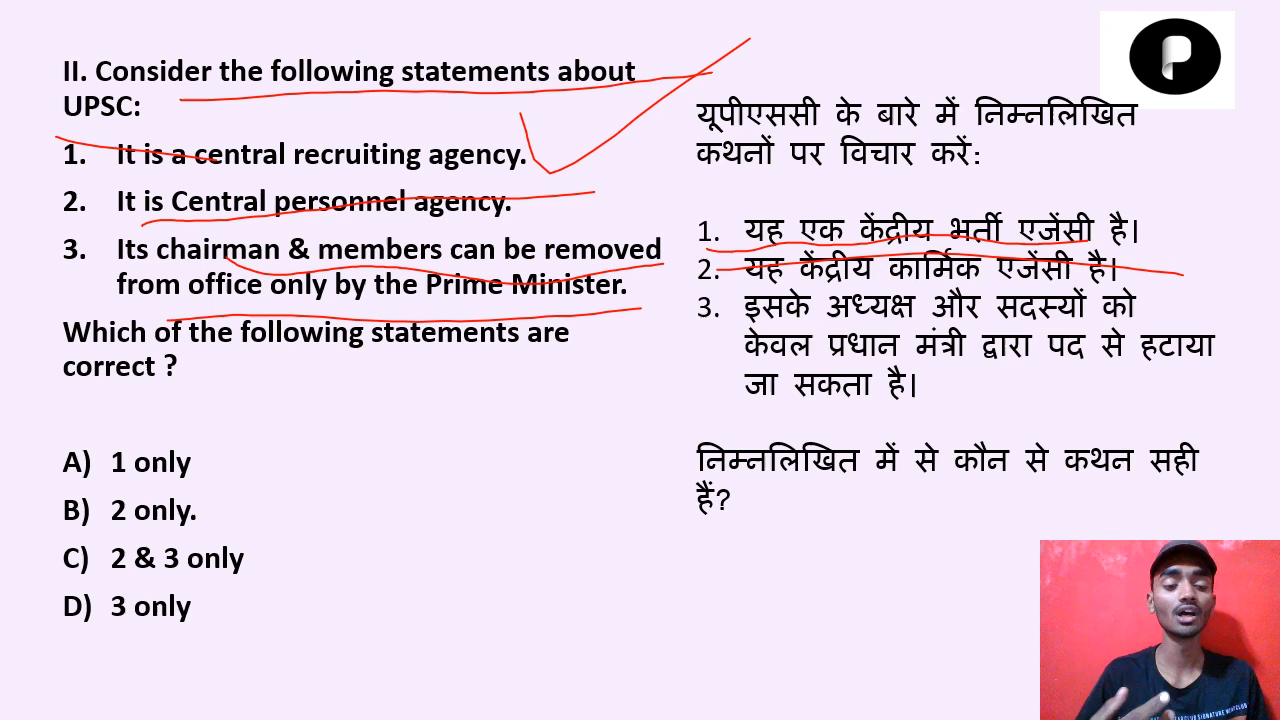 II. Consider the following statements about
UPSC:
1. It is a central recruiting agency.
2. It is Central personnel agency.
3. Its chairman & members can be removed
from office only by the Prime Minister.
Which of the following statements are
correct ?
A) 1 only
B) 2 only.
C) 2 & 3 only
D) 3 only
P
यूपीएससी के बारे में निम्नलिखित
कथनों पर विचार करें:
1. यह एक केंद्रीय भर्ती एजेंसी है।
2. यह केंद्रीय कार्मिक एजेंसी है।
3. इसके अध्यक्ष और सदस्यों को
केवल प्रधान मंत्री द्वारा पद से हटाया
जा सकता है।
निम्नलिखित में से कौन से कथन सही
हैं?